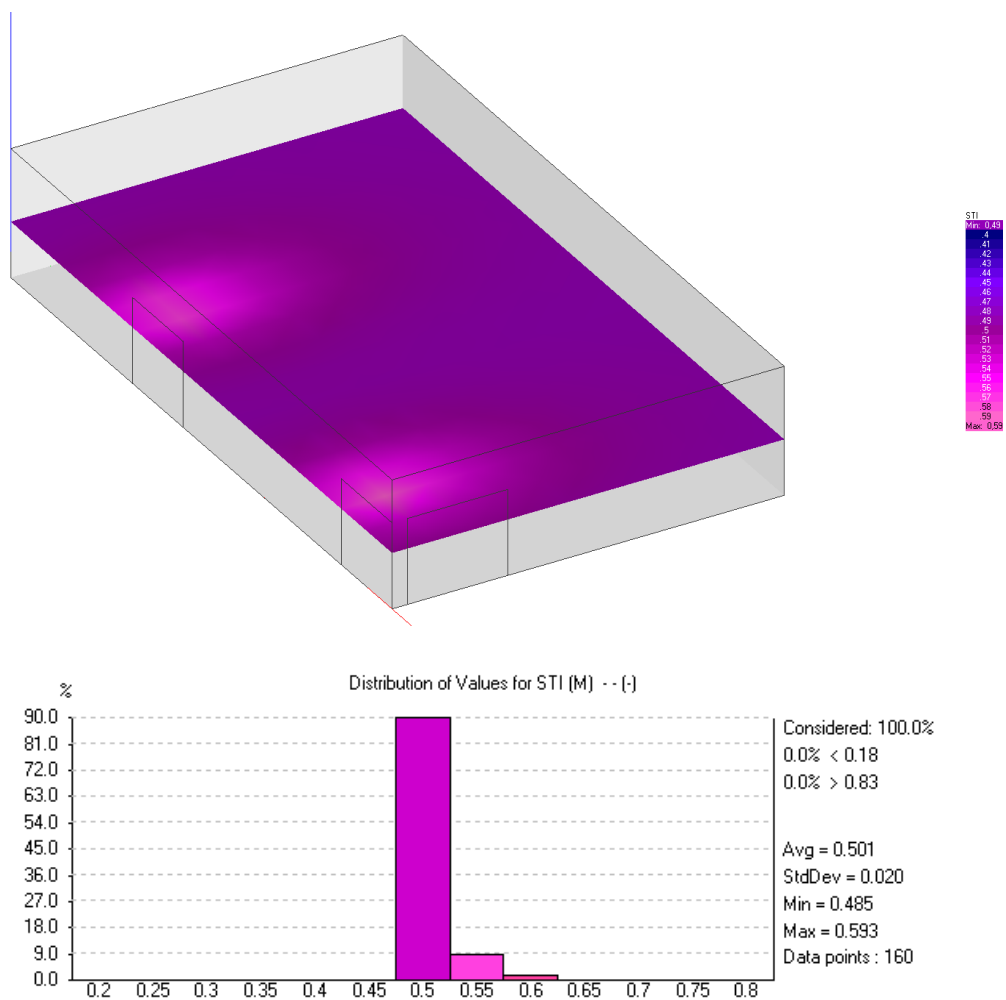 STI
Min: 0,49
.4
.41
.42
.43
.44
.45
.46
.47
.48
.49
.5
.51
.52
.53
.54
.55
.56
.57
.58
.59
Max: 0,59
Distribution of Values for STI (M) - - (-)
%
90.0
81.0
72.0
63.0
54.0
45.0
36.0
27.0
18.0
9.0
0.0
0.2 0.25 0.3 0.35 0.4 0.45 0.5 0.55 0.6 0.65 0.7 0.75 0.8
Considered: 100.0%
0.0% < 0.18
0.0% > 0.83
Avg = 0.501
StdDev = 0.020
Min = 0.485
Max = 0.593
Data points : 160